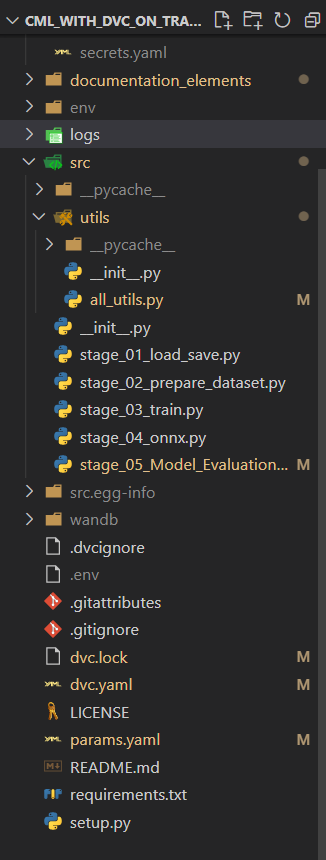 CML_WITH_DVC_ON_TRA...
secrets.yaml
documentation_elements
env
logs
src
__pycache__
utils
__pycache__
__init__.py
all_utils.py M
__init__.py
stage_01_load_save.py
stage_02_prepare_dataset.py
stage_03_train.py
stage_04_onnx.py
stage_05_Model_Evaluation... M
src.egg-info
wandb
.dvcignore
.env
.gitattributes
.gitignore
dvc.lock M
dvc.yaml M
LICENSE
params.yaml M
README.md
requirements.txt
setup.py